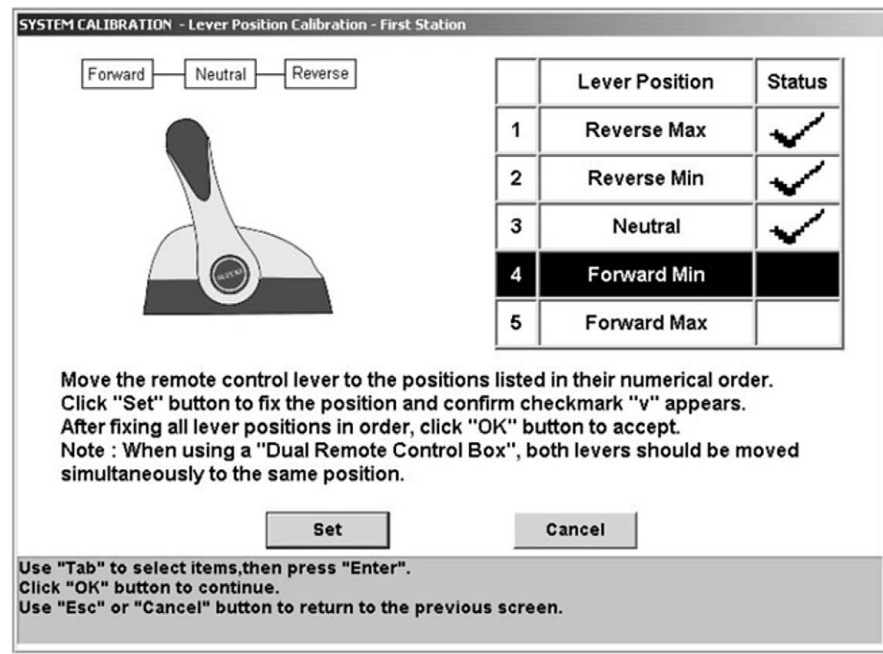 SYSTEM CALIBRATION - Lever Position Calibration - First Station
Forward Neutral Reverse
Lever Position Status
1 Reverse Max
2 Reverse Min
3 Neutral
4 Forward Min
5 Forward Max
Move the remote control lever to the positions listed in their numerical order.
Click "Set" button to fix the position and confirm checkmark "v" appears.
After fixing all lever positions in order, click "OK" button to accept.
Note : When using a "Dual Remote Control Box", both levers should be moved
simultaneously to the same position.
Set Cancel
Use "Tab" to select items,then press "Enter".
Click "OK" button to continue.
Use "Esc" or "Cancel" button to return to the previous screen.